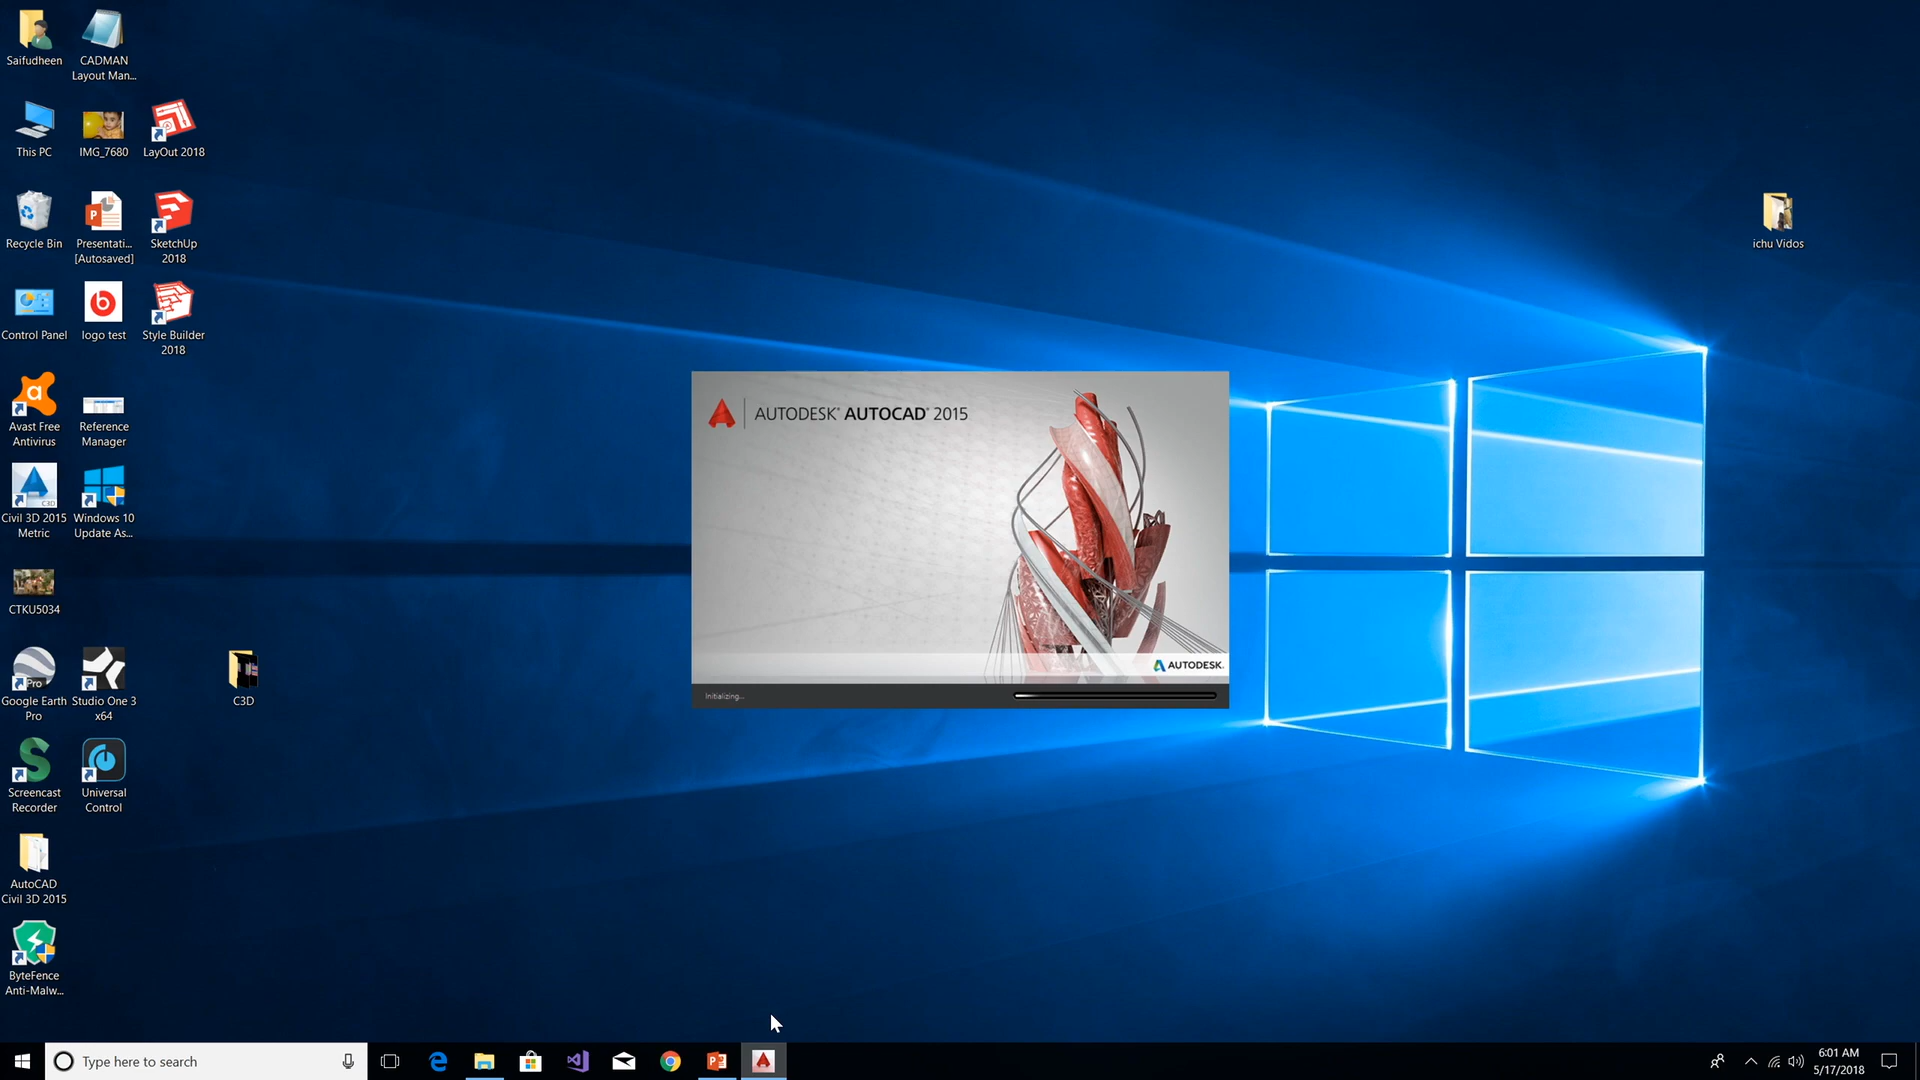 Saifudheen
CADMAN
Layout Man...
This PC
IMG_7680
LayOut 2018
Recycle Bin
Presentati...
[Autosaved]
SketchUp
2018
Control Panel
logo test
Style Builder
2018
Avast Free
Antivirus
Reference
Manager
C3D
Civil 3D 2015
Metric
Windows 10
Update As...
CTKU5034
Pro
Google Earth
Pro
Studio One 3
x64
C3D
Screencast
Recorder
Universal
Control
AutoCAD
Civil 3D 2015
ByteFence
Anti-Malw...
ichu Vidos
AUTODESK® AUTOCAD® 2015
AUTODESK.
Initializing...
Type here to search
6:01 AM
5/17/2018